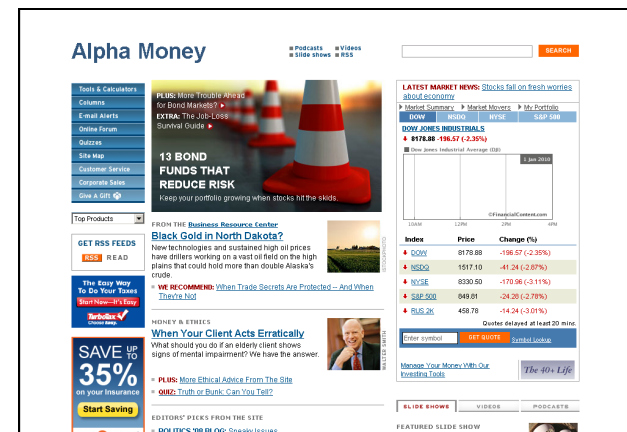 Alpha Money
Podcasts Videos
Slide shows RSS
SEARCH
Tools & Calculators
Columns
E-mail Alerts
Online Forum
Quizzes
Site Map
Customer Service
Corporate Sales
Give A Gift
Top Products
GET RSS FEEDS
RSS READ
The Easy Way
To Do Your Taxes
Start Now—It's Easy
TurboTax
Choose Easy.
SAVE UP TO
35%
on your Insurance
Start Saving
PLUS: More Trouble Ahead
for Bond Markets?
EXTRA: The Job-Loss
Survival Guide
13 BOND
FUNDS THAT
REDUCE RISK
Keep your portfolio growing when stocks hit the skids.
FROM THE Business Resource Center
Black Gold in North Dakota?
New technologies and sustained high oil prices
have drillers working on a vast oil field on the high
plains that could hold more than double Alaska's
crude.
WE RECOMMEND: When Trade Secrets Are Protected -- And When
They're Not
MONEY & ETHICS
When Your Client Acts Erratically
What should you do if an elderly client shows
signs of mental impairment? We have the answer.
WALTER SMITH
PLUS: More Ethical Advice From The Site
QUIZ: Truth or Bunk: Can You Tell?
EDITORS' PICKS FROM THE SITE
POLITICS '08 BLOG: Sneaky Issues
LATEST MARKET NEWS: Stocks fall on fresh worries
about economy
Market Summary Market Movers My Portfolio
DOW NSDQ NYSE S&P 500
DOW JONES INDUSTRIALS
8178.88 -196.57 (-2.35%)
Dow Jones Industrial Average (DJI)
1 Jan 2010
©FinancialContent.com
10AM 12PM 2PM 4PM
Index Price Change (%)
DOW 8178.88 -196.57 (-2.35%)
NSDQ 1517.10 -41.24 (-2.87%)
NYSE 8330.50 -170.96 (-3.11%)
S&P 500 849.81 -24.28 (-2.78%)
RUS 2K 458.78 -14.24 (-3.01%)
Quotes delayed at least 20 mins.
Enter symbol GET QUOTE Symbol Lookup
Manage Your Money With Our
Investing Tools
The 40+ Life
SLIDE SHOWS VIDEOS PODCASTS
FEATURED SLIDE SHOW